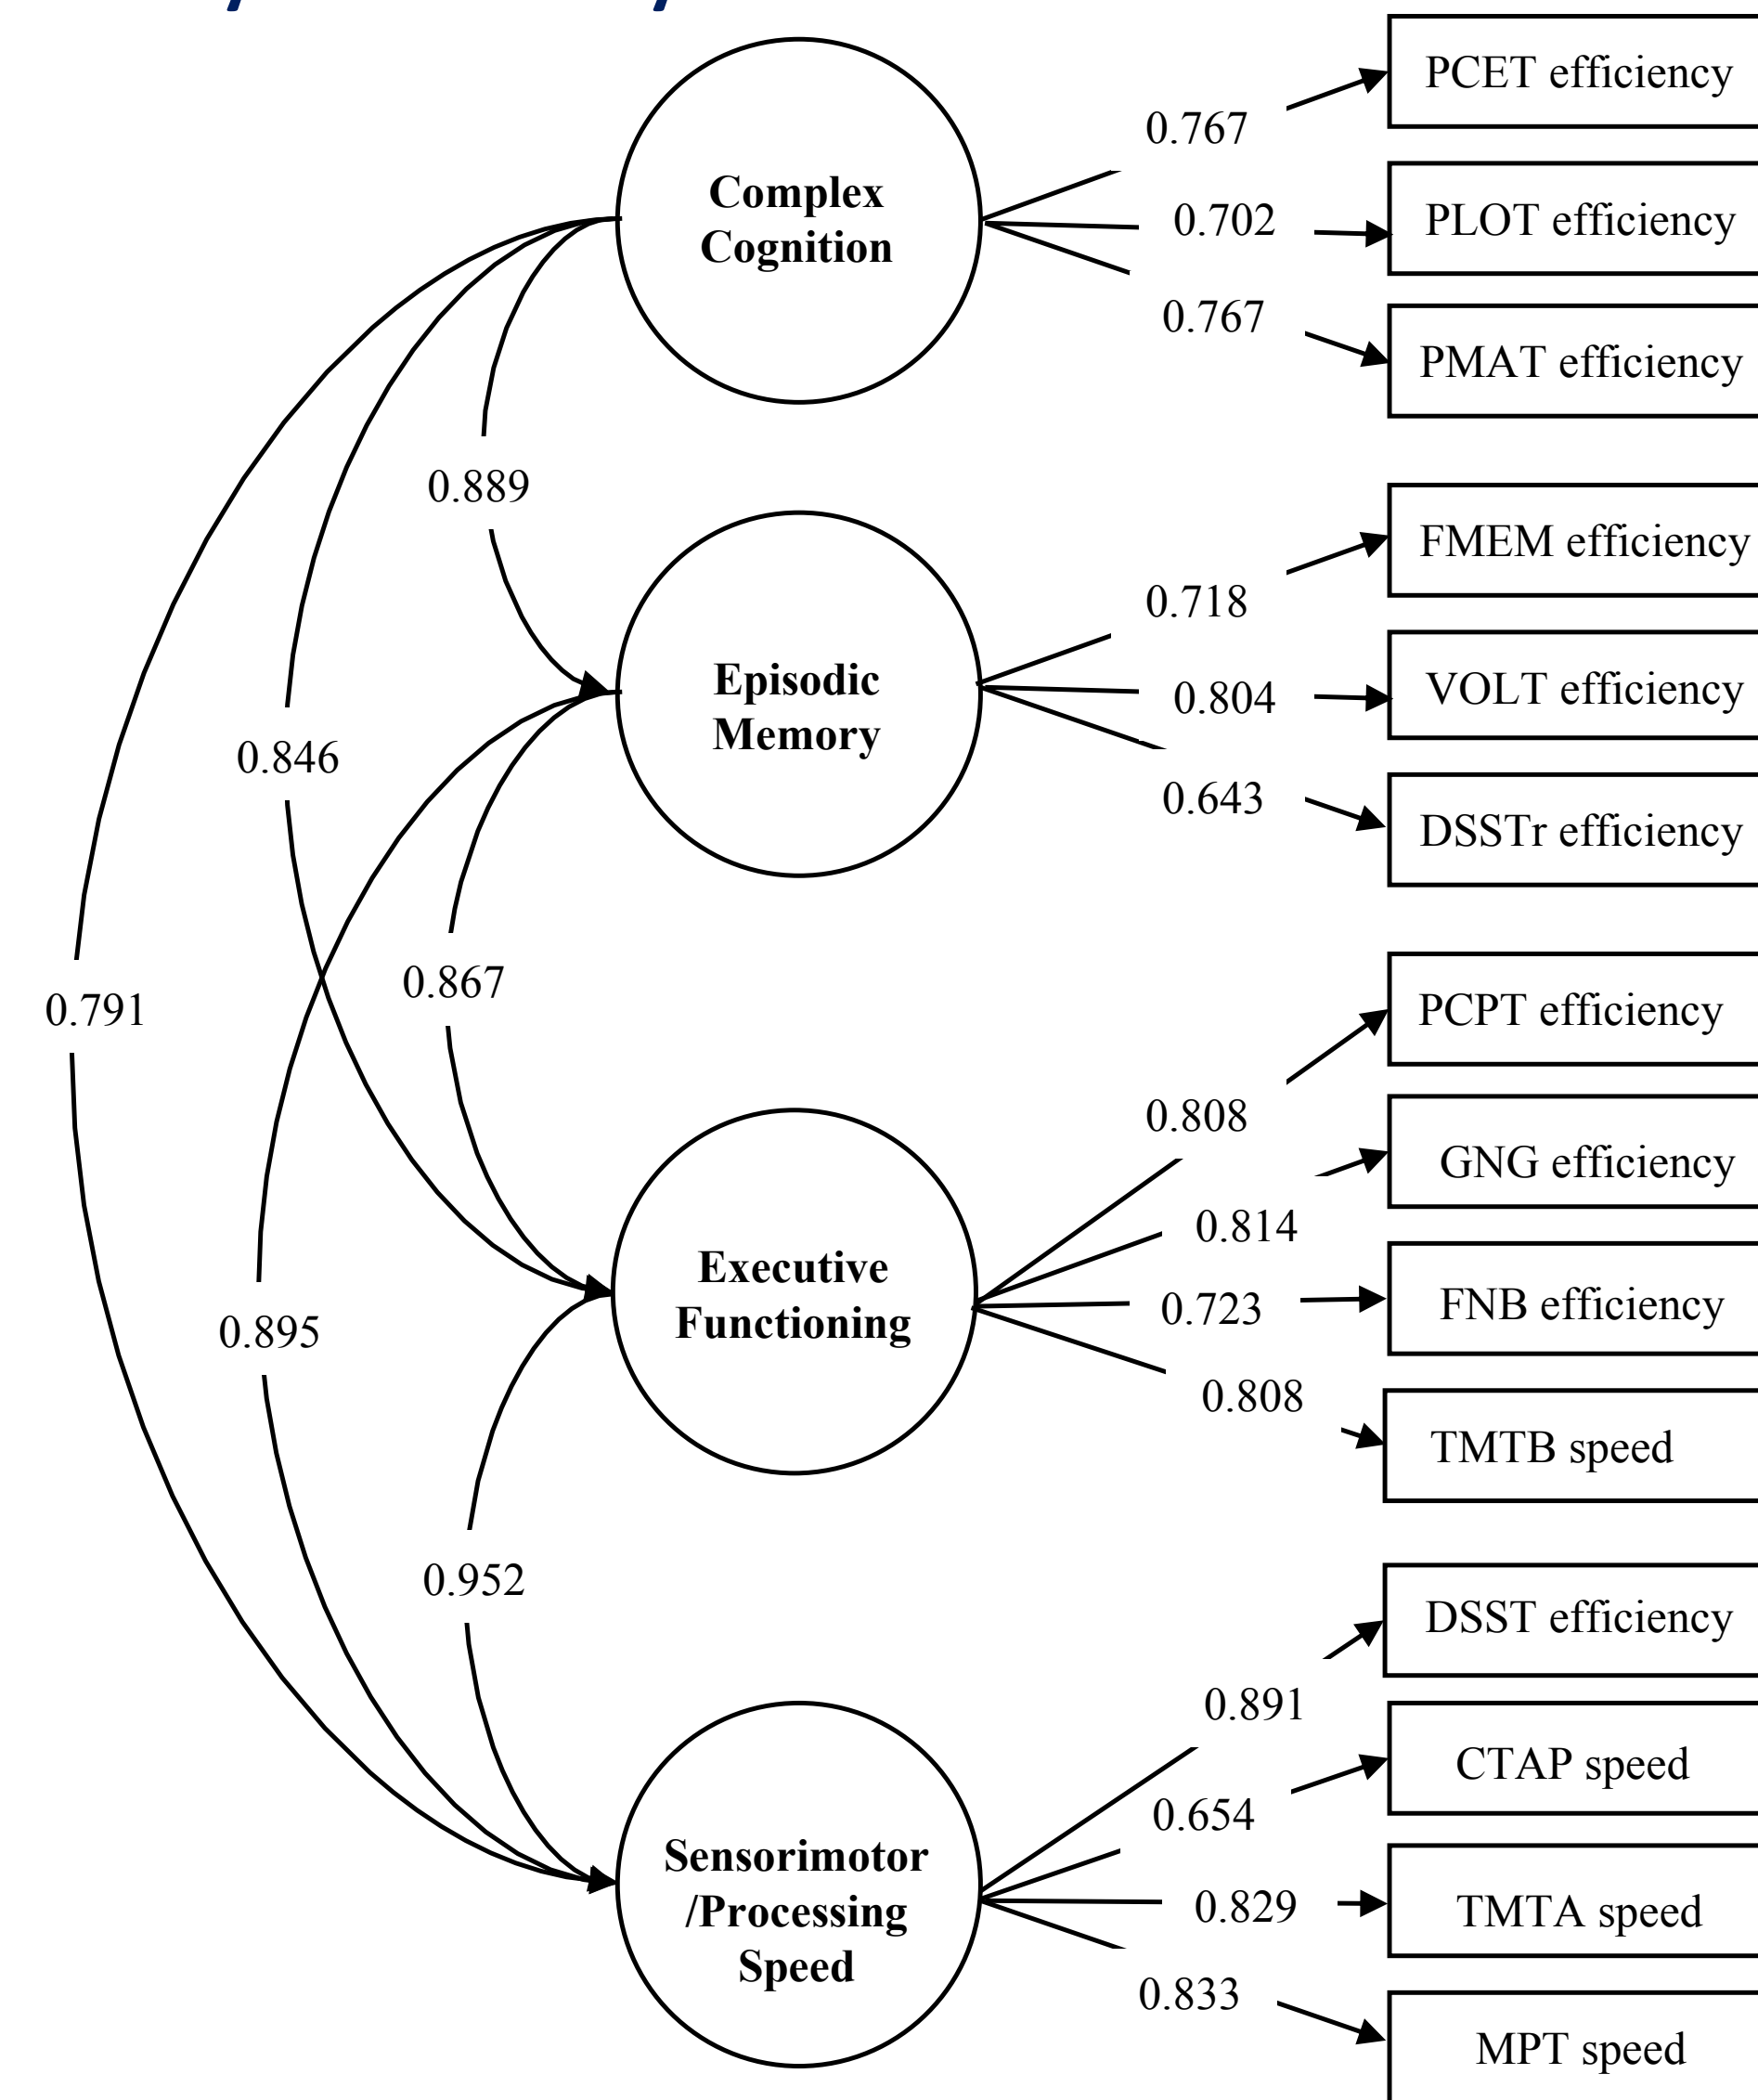 0.767
PCET efficiency
Complex
Cognition
0.702
PLOT efficiency
0.767
PMAT efficiency
0.889
FMEM efficiency
0.718
Episodic
Memory
0.804
VOLT efficiency
0.846
0.643
DSSTr efficiency
0.867
0.791
PCPT efficiency
0.808
GNG efficiency
0.814
Executive
Functioning
0.723
FNB efficiency
0.895
0.808
TMTB speed
0.952
DSST efficiency
0.891
CTAP speed
0.654
Sensorimotor
/Processing
Speed
0.829
TMTA speed
0.833
MPT speed